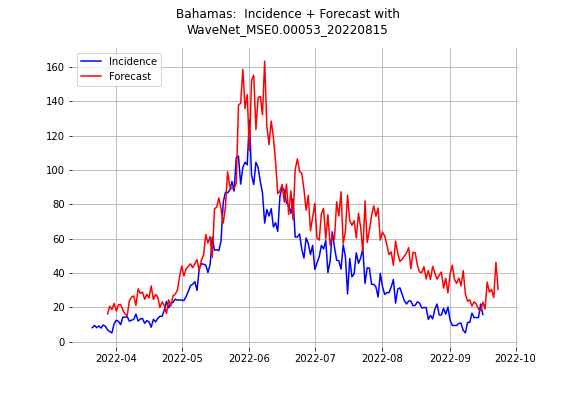 Bahamas:  Incidence + Forecast with
WaveNet_MSE0.00053_20220815
Incidence
Forecast
160
140
120
100
80
60
40
20
0
2022-04 2022-05 2022-06 2022-07 2022-08 2022-09 2022-10